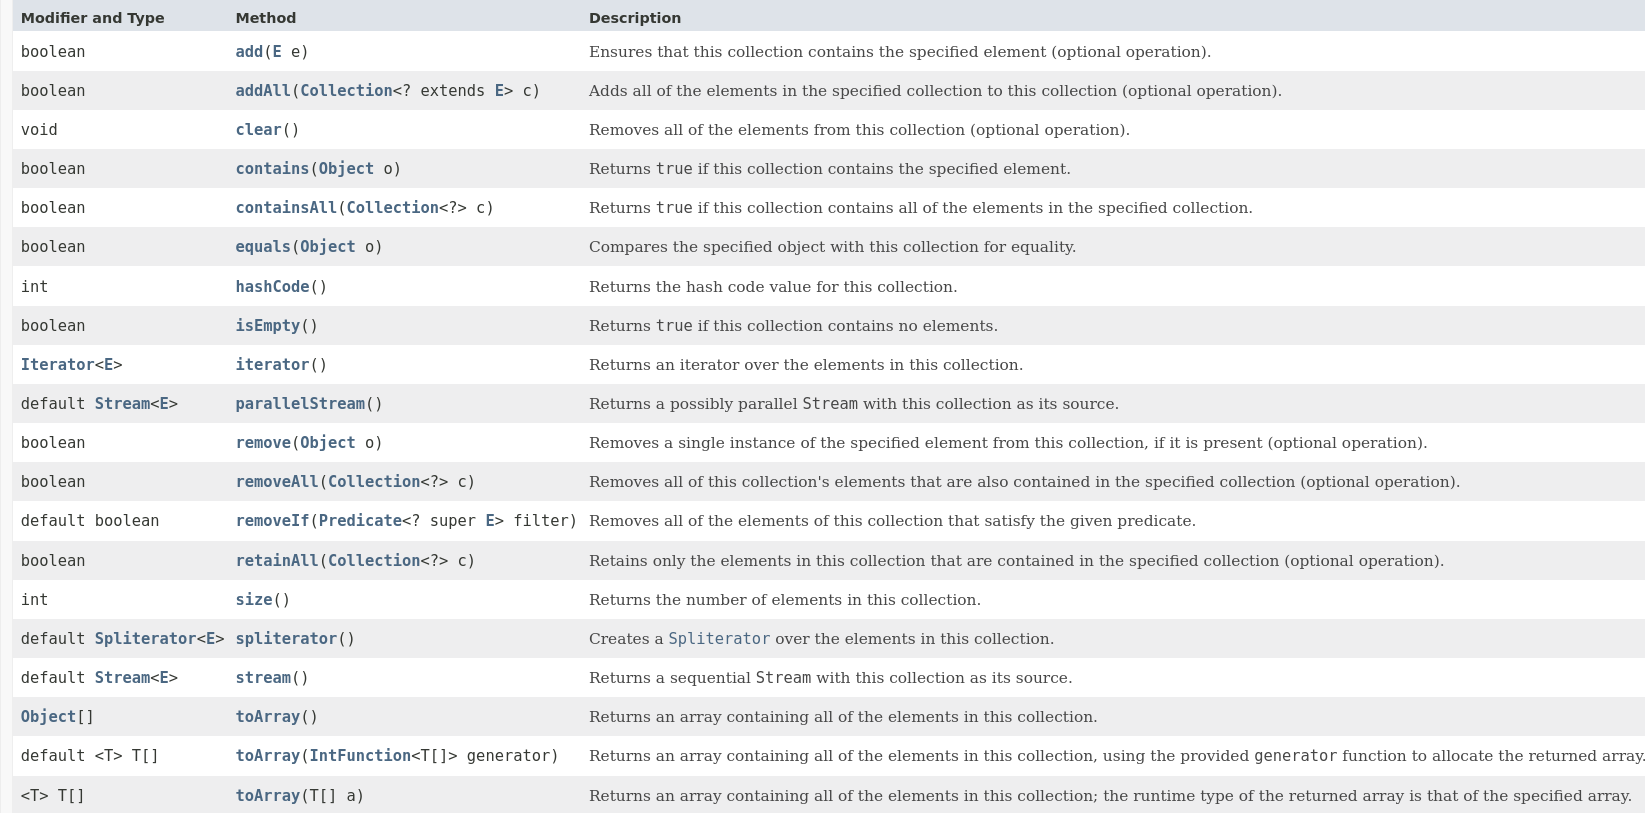 Modifier and Type Method Description
boolean add(E e) Ensures that this collection contains the specified element (optional operation).
boolean addAll(Collection<? extends E> c) Adds all of the elements in the specified collection to this collection (optional operation).
void clear() Removes all of the elements from this collection (optional operation).
boolean contains(Object o) Returns true if this collection contains the specified element.
boolean containsAll(Collection<?> c) Returns true if this collection contains all of the elements in the specified collection.
boolean equals(Object o) Compares the specified object with this collection for equality.
int hashCode() Returns the hash code value for this collection.
boolean isEmpty() Returns true if this collection contains no elements.
Iterator<E> iterator() Returns an iterator over the elements in this collection.
default Stream<E> parallelStream() Returns a possibly parallel Stream with this collection as its source.
boolean remove(Object o) Removes a single instance of the specified element from this collection, if it is present (optional operation).
boolean removeAll(Collection<?> c) Removes all of this collection's elements that are also contained in the specified collection (optional operation).
default boolean removeIf(Predicate<? super E> filter) Removes all of the elements of this collection that satisfy the given predicate.
boolean retainAll(Collection<?> c) Retains only the elements in this collection that are contained in the specified collection (optional operation).
int size() Returns the number of elements in this collection.
default Spliterator<E> spliterator() Creates a Spliterator over the elements in this collection.
default Stream<E> stream() Returns a sequential Stream with this collection as its source.
Object[] toArray() Returns an array containing all of the elements in this collection.
default <T> T[] toArray(IntFunction<T[]> generator) Returns an array containing all of the elements in this collection, using the provided generator function to allocate the returned array.
<T> T[] toArray(T[] a) Returns an array containing all of the elements in this collection; the runtime type of the returned array is that of the specified array.